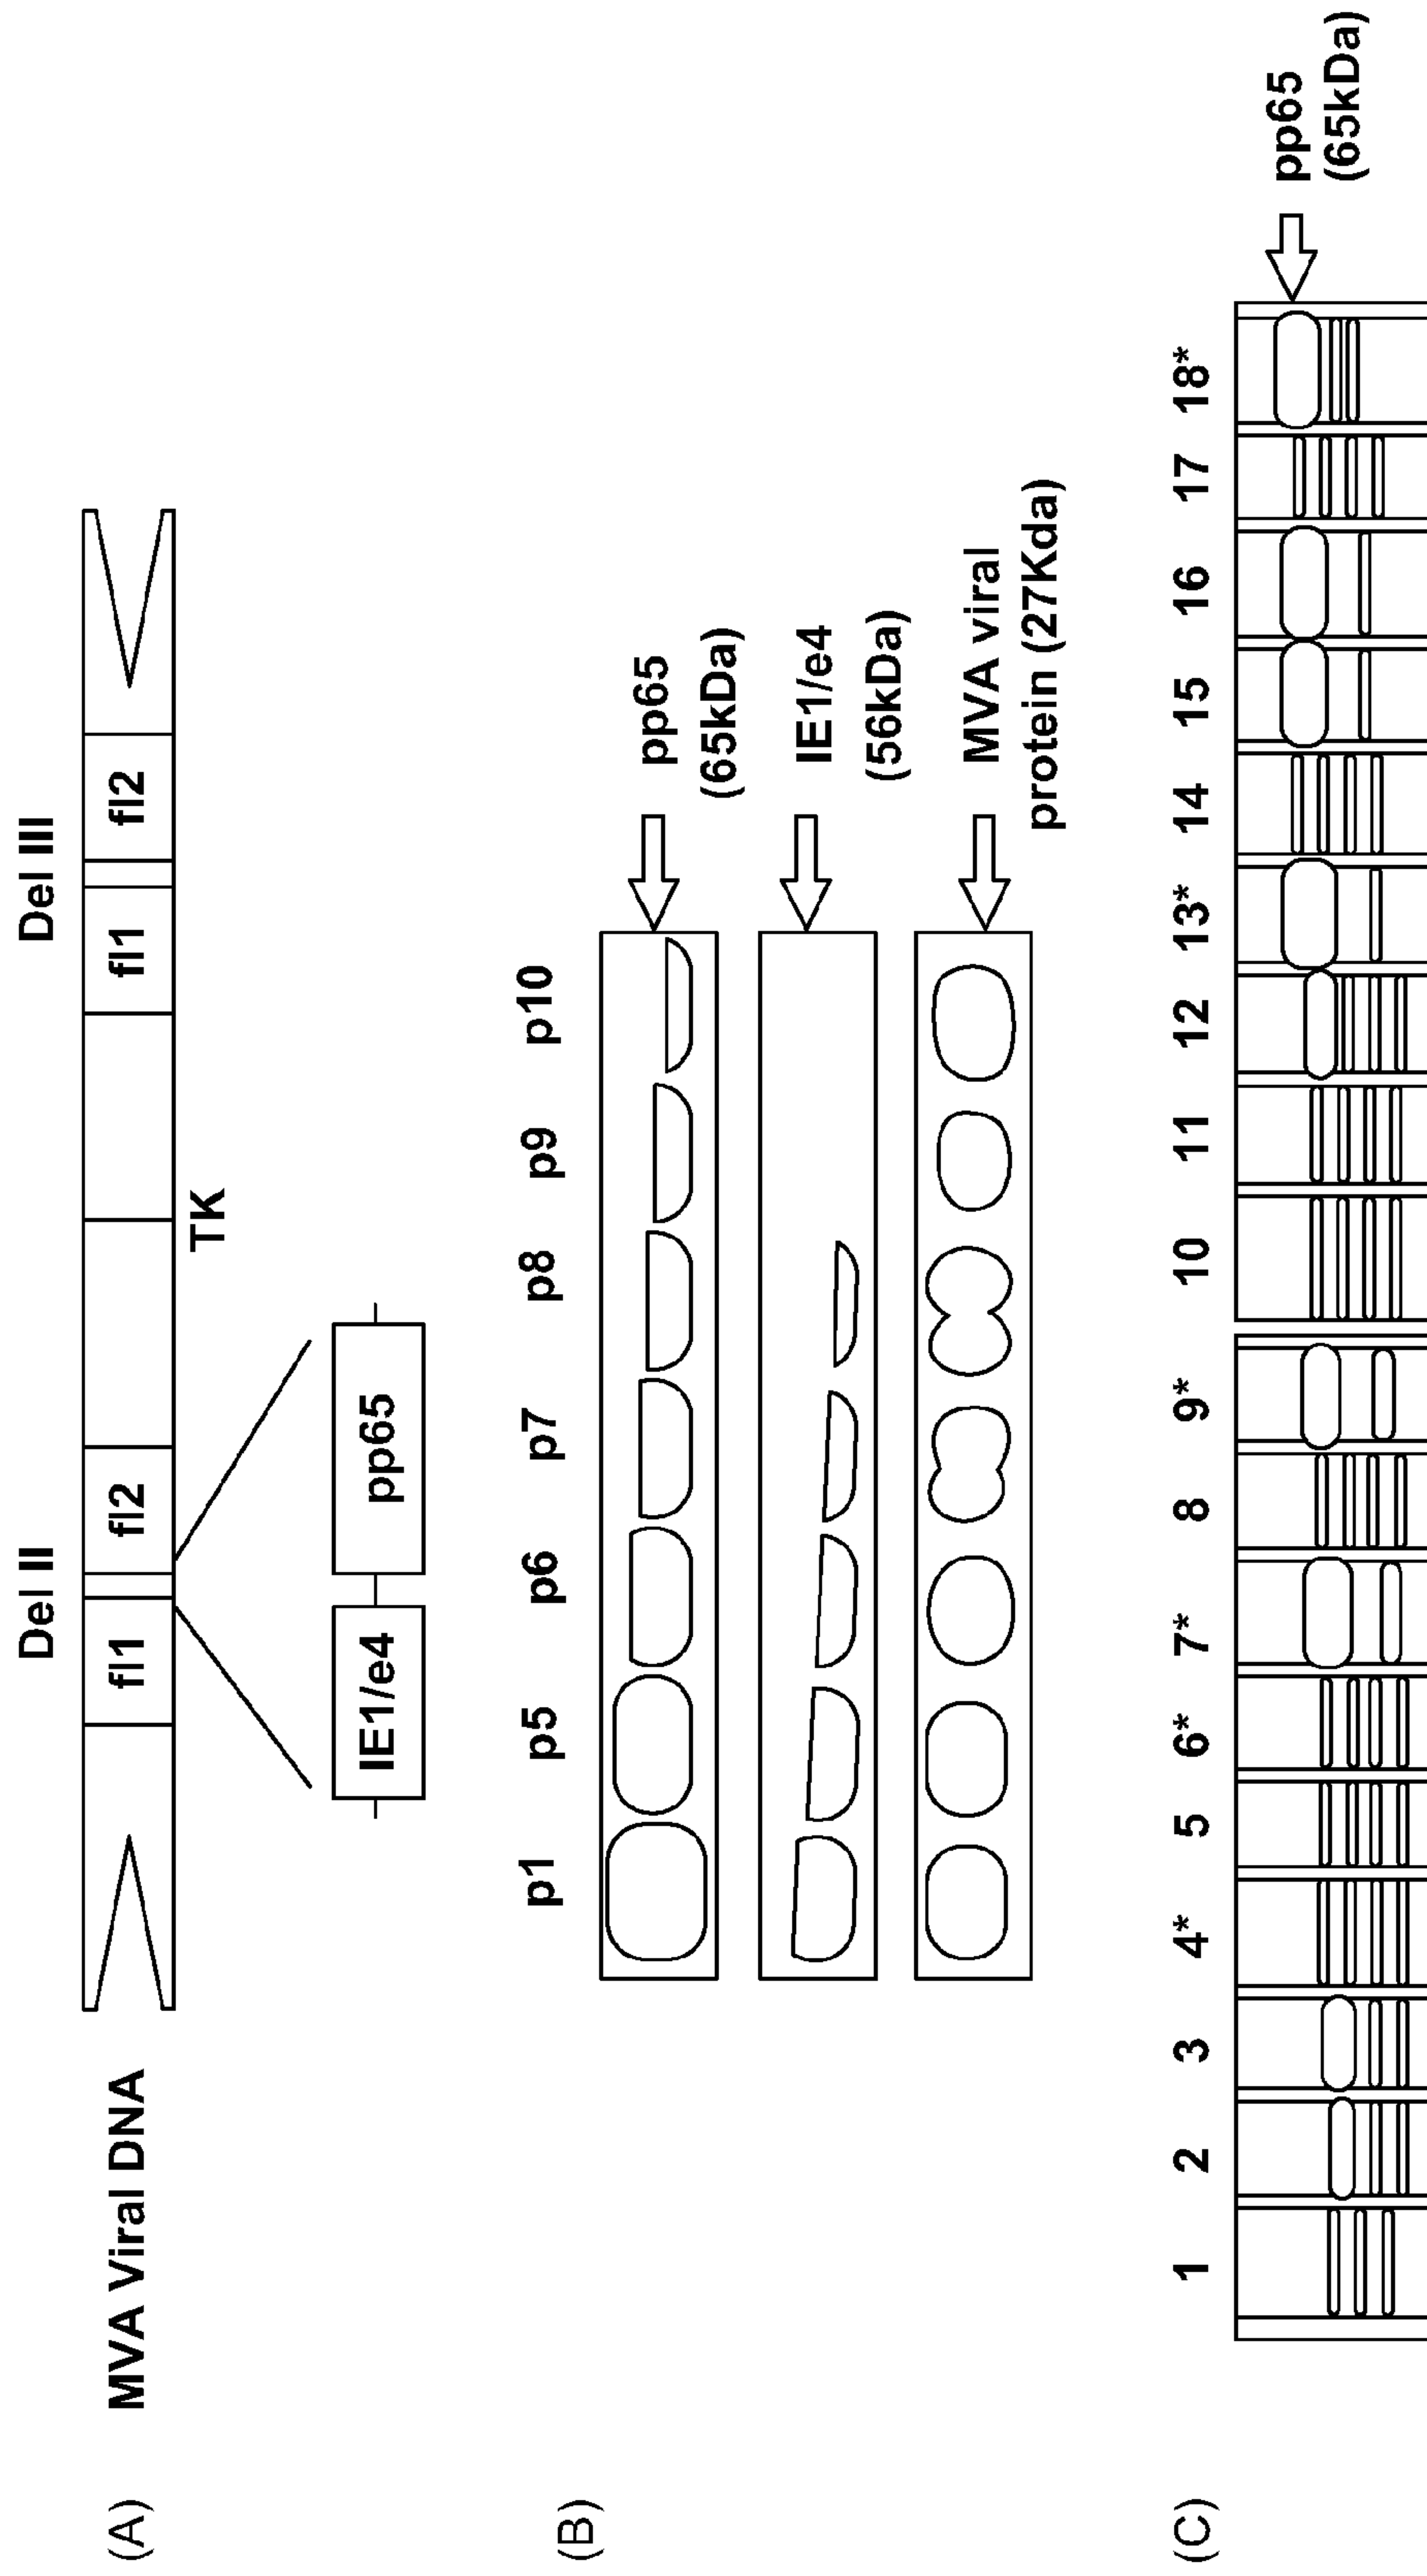 Del II
Del III
(A)
MVA Viral DNA
fl1
fl2
fl1
fl2
TK
IE1/e4
pp65
(B)
p1
p5
p6
p7
p8
p9
p10
pp65
(65kDa)
IE1/e4
(56kDa)
MVA viral
protein (27Kda)
(C)
1
2
3
4*
5
6*
7*
8
9*
10
11
12
13*
14
15
16
17
18*
pp65
(65kDa)